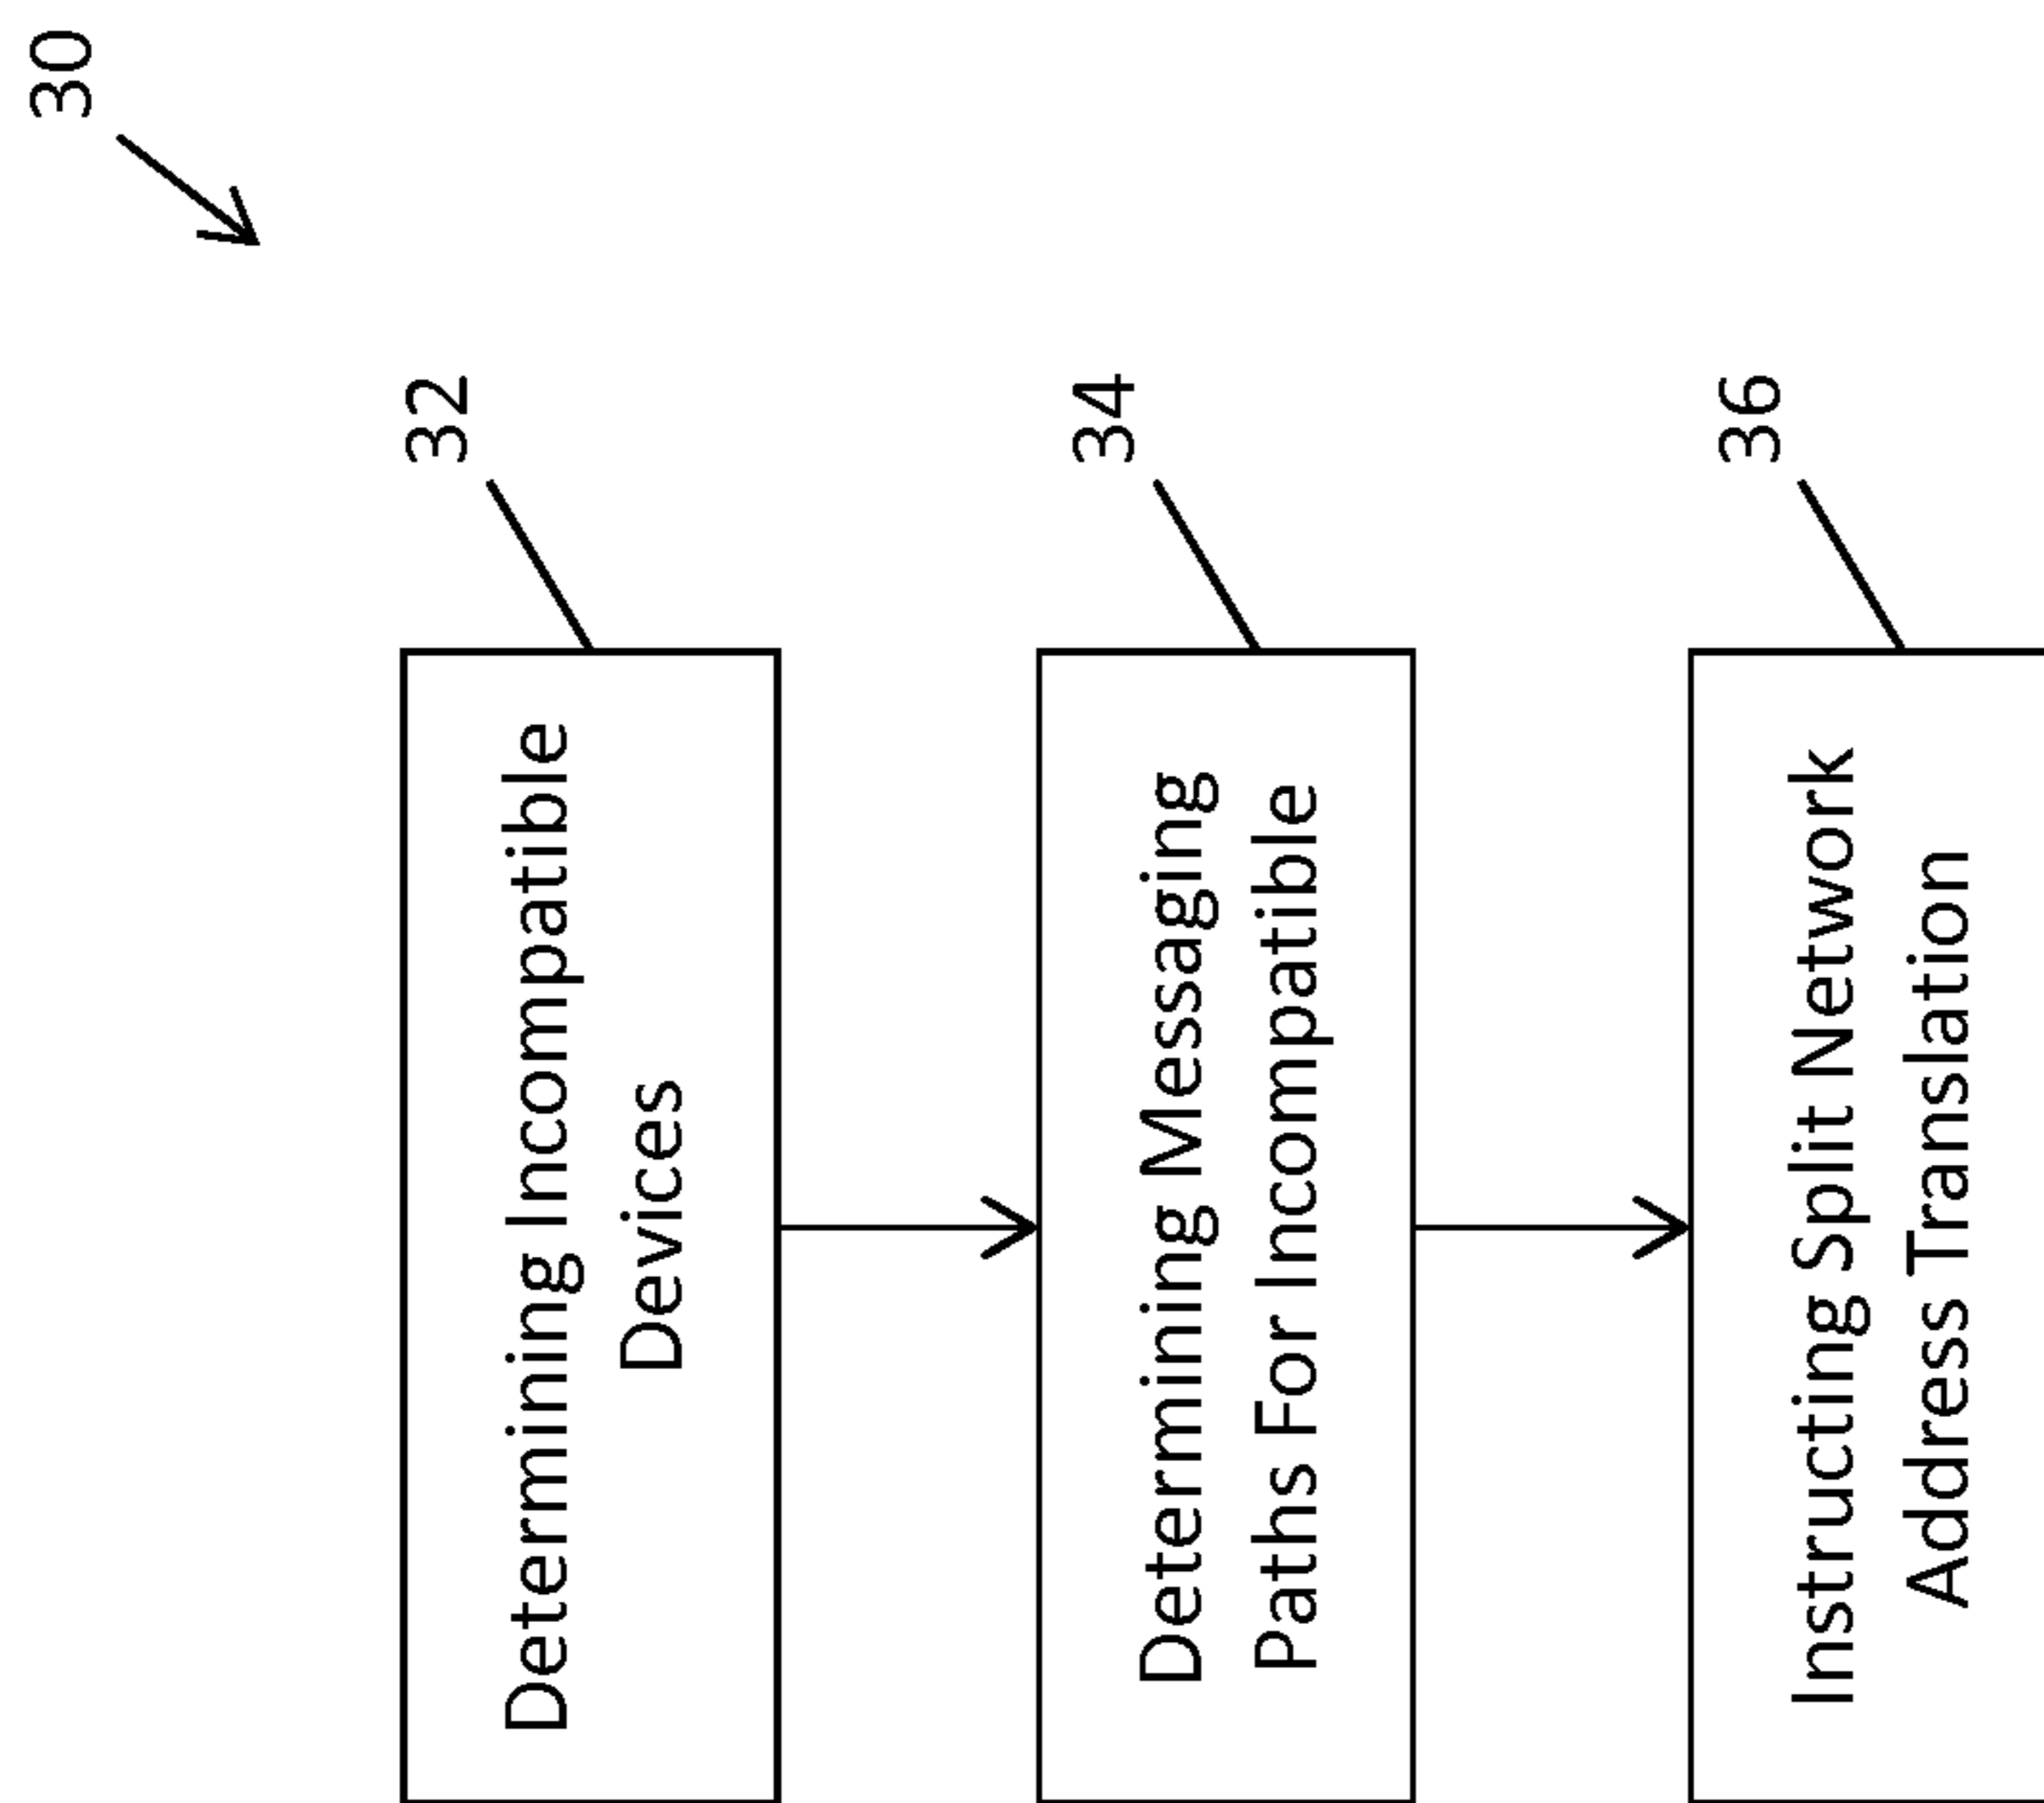 30
32
Determining Incompatible
Devices
34
Determining Messaging
Paths For Incompatible
36
Instructing Split Network
Address Translation